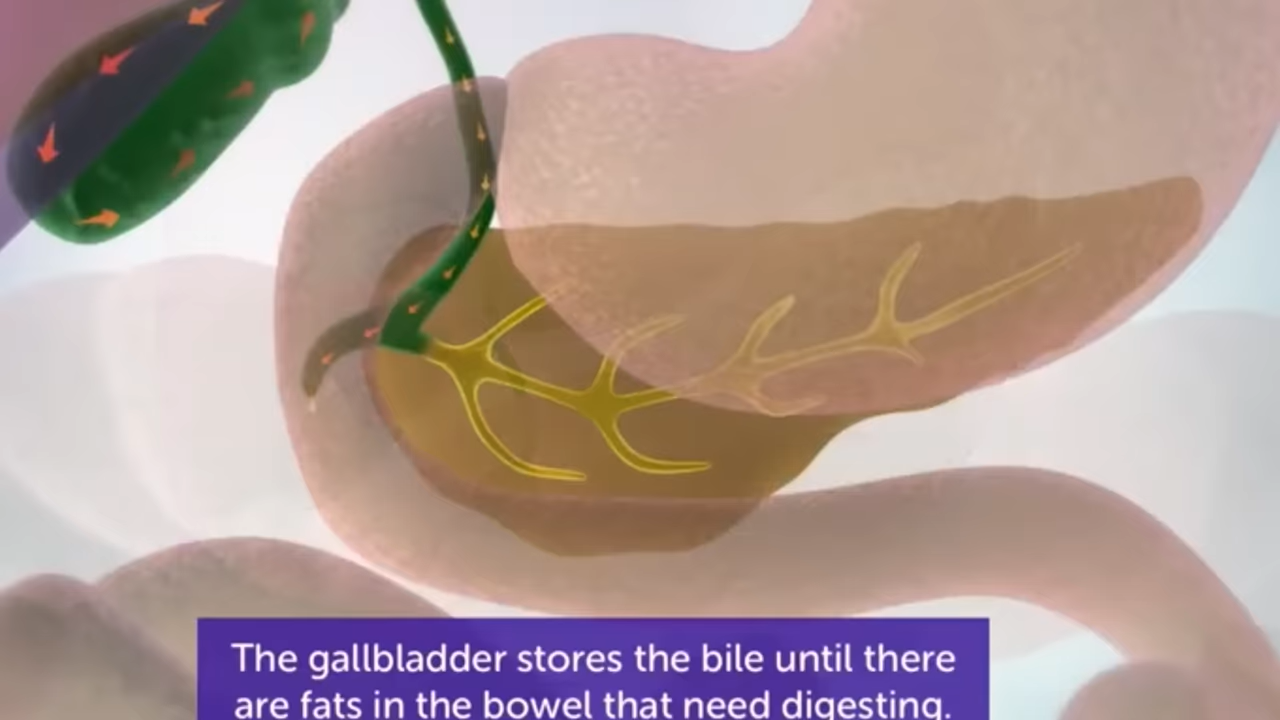 The gallbladder stores the bile until there
are fats in the bowel that need digesting.